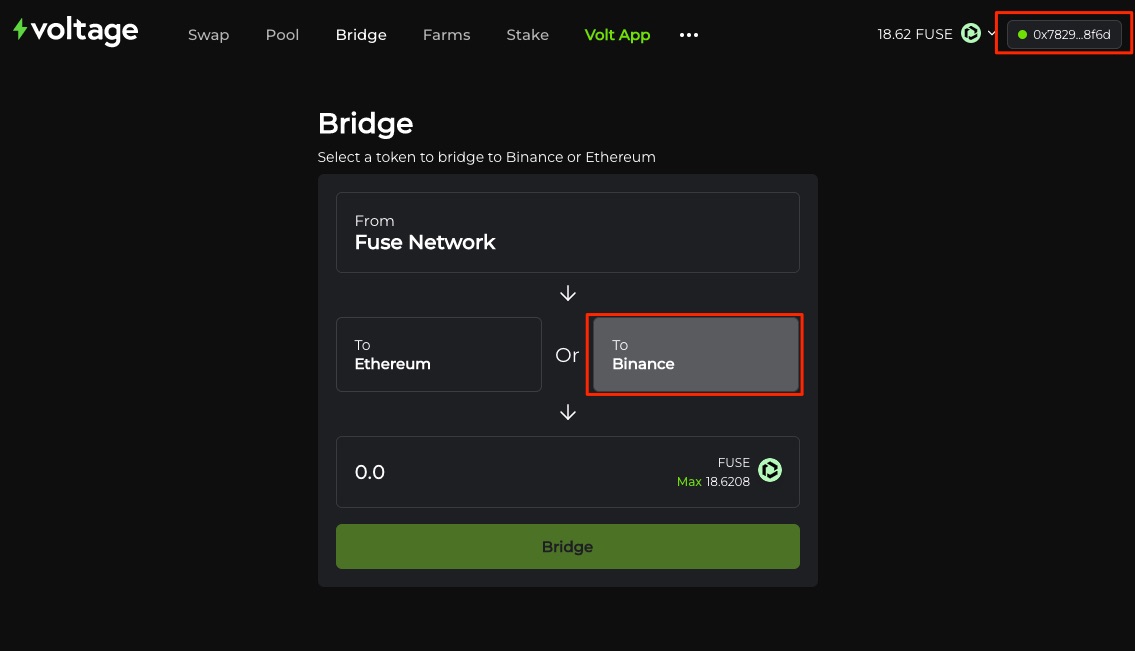 voltage
Swap Pool Bridge Farms Stake Volt App ••• 18.62 FUSE 0x7829...8f6d
Bridge
Select a token to bridge to Binance or Ethereum
From
Fuse Network
To
Ethereum
Or
To
Binance
0.0
FUSE
Max 18.6208
Bridge